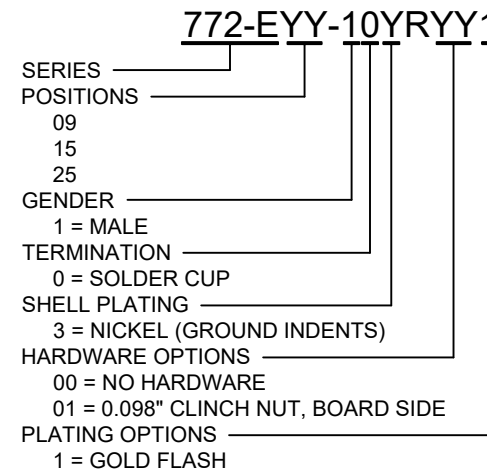 772-EYY-10YRYY1
SERIES
POSITIONS
09
15
25
GENDER
1 = MALE
TERMINATION
0 = SOLDER CUP
SHELL PLATING
3 = NICKEL (GROUND INDENTS)
HARDWARE OPTIONS
00 = NO HARDWARE
01 = 0.098" CLINCH NUT, BOARD SIDE
PLATING OPTIONS
1 = GOLD FLASH